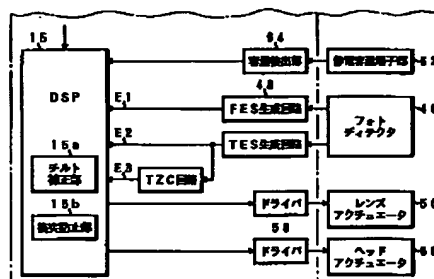 15
DSP
15a
チルト
補正部
15b
衝突防止部
64
容量検出部
静電容量端子部
62
48
E1
FES生成回路
フォト
ディテクタ
46
E2
TES生成回路
E3
TZC回路
ドライバ
レンズ
アクチュエータ
58
ドライバ
ヘッド
アクチュエータ